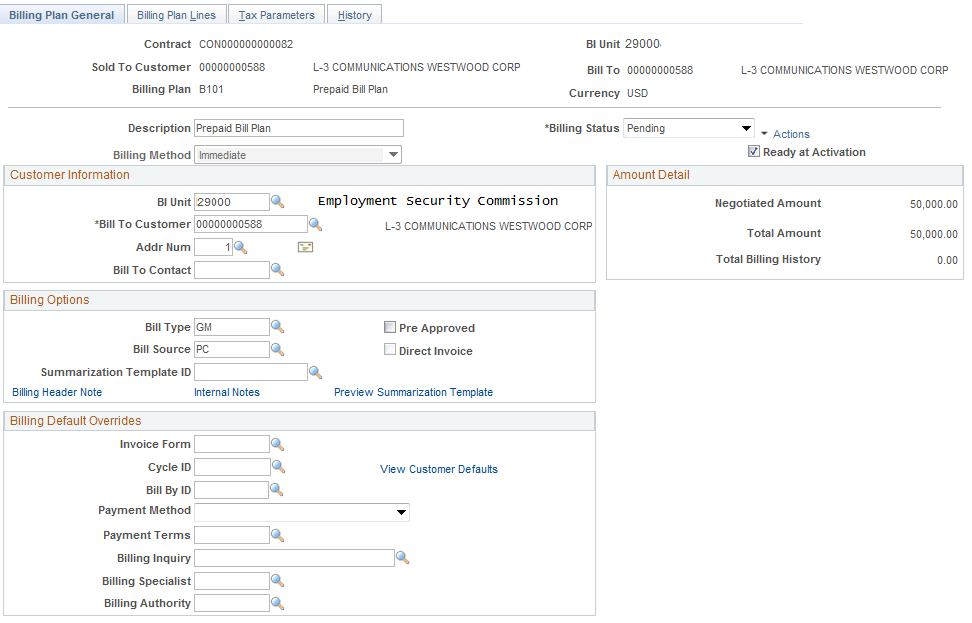 Billing Plan General Billing Plan Lines Tax Parameters History
Contract CON000000000082 BI Unit 29000
Sold To Customer 00000000588 L-3 COMMUNICATIONS WESTWOOD CORP Bill To 00000000588 L-3 COMMUNICATIONS WESTWOOD CORP
Billing Plan B101 Prepaid Bill Plan Currency USD
Description Prepaid Bill Plan *Billing Status Pending Actions
Billing Method Immediate Ready at Activation
Customer Information
BI Unit 29000 Employment Security Commission
*Bill To Customer 00000000588 L-3 COMMUNICATIONS WESTWOOD CORP
Addr Num 1
Bill To Contact
Amount Detail
Negotiated Amount 50,000.00
Total Amount 50,000.00
Total Billing History 0.00
Billing Options
Bill Type GM Pre Approved
Bill Source PC Direct Invoice
Summarization Template ID
Billing Header Note Internal Notes Preview Summarization Template
Billing Default Overrides
Invoice Form
Cycle ID View Customer Defaults
Bill By ID
Payment Method
Payment Terms
Billing Inquiry
Billing Specialist
Billing Authority